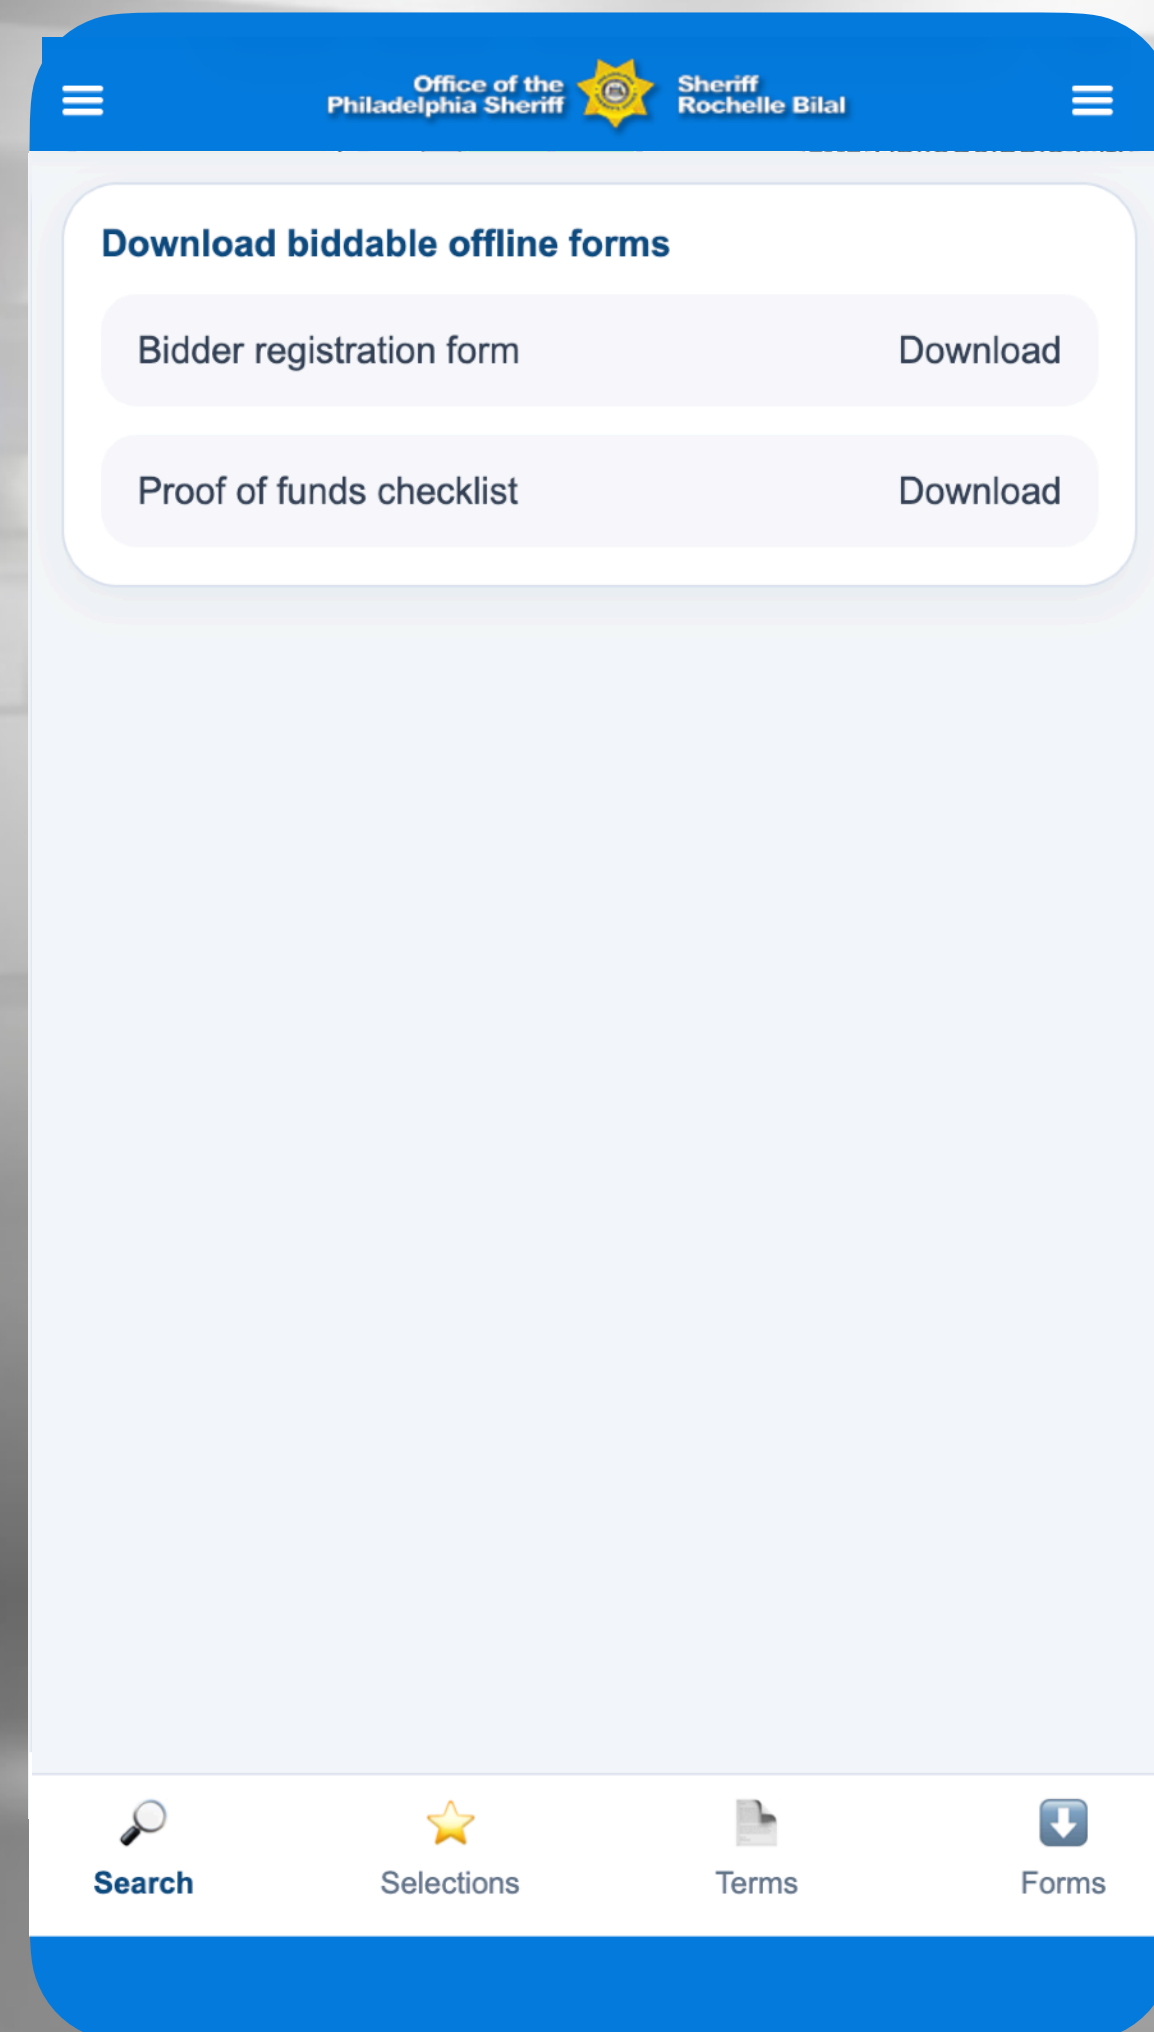 Office of the
Philadelphia Sheriff
Sheriff
Rochelle Bilal
Download biddable offline forms
Bidder registration form Download
Proof of funds checklist Download
Search Selections Terms Forms